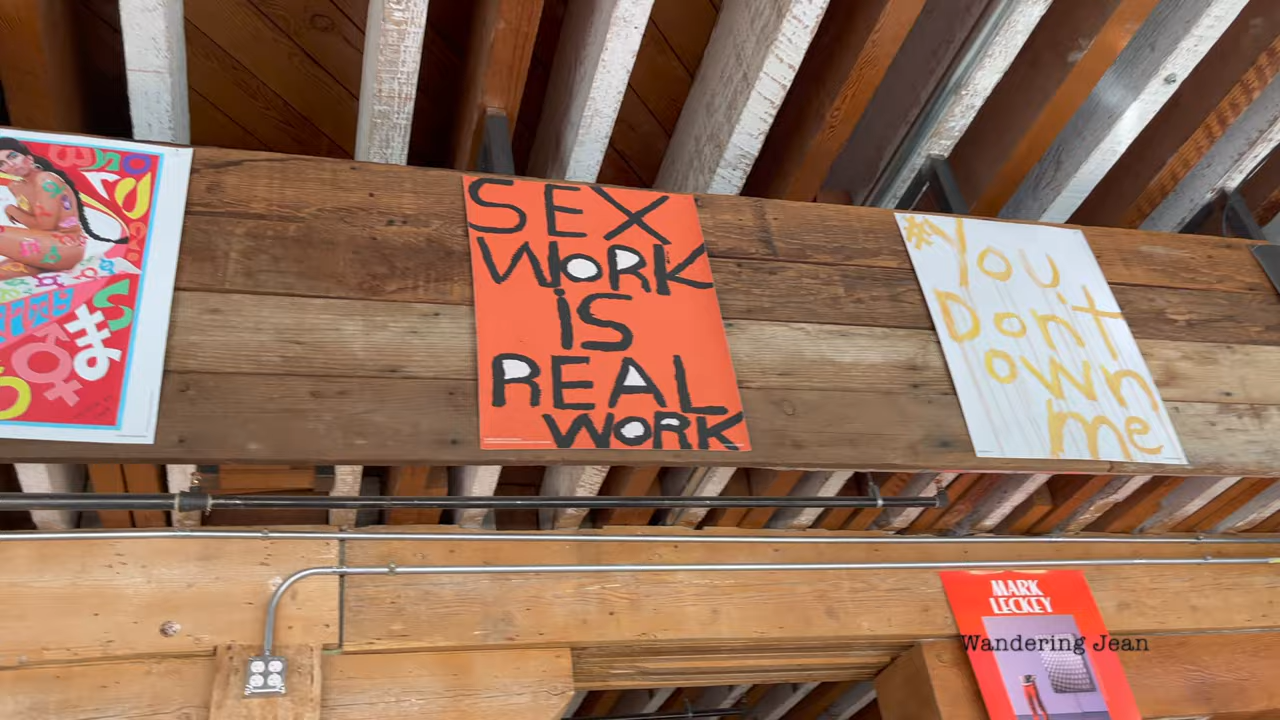 SEX
WORK
iS
REAL
WORK
#You
Don't
own
me
MARK
LECKEY
Wandering Jean